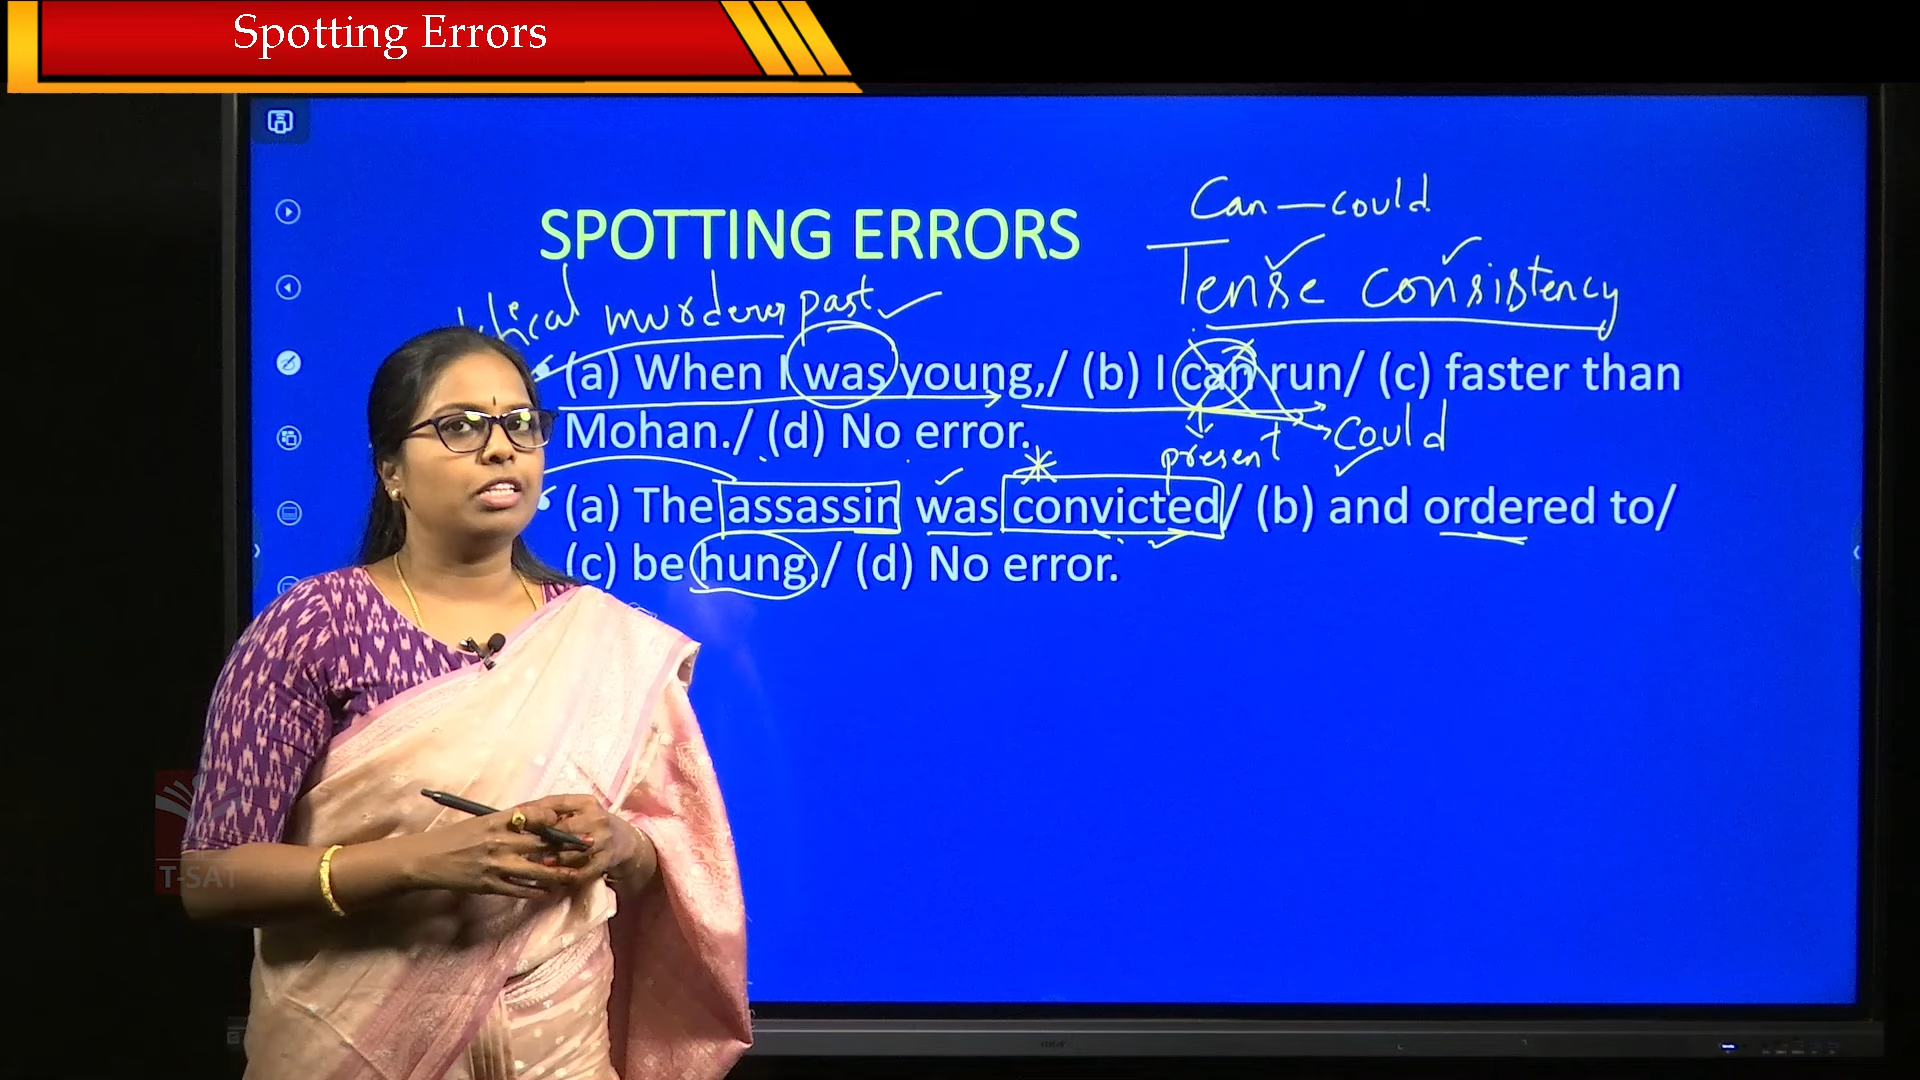 Spotting Errors
Can — could
SPOTTING ERRORS
Tense consistency
murderer past
(a) When I was young,/ (b) I can run/ (c) faster than
Mohan./ (d) No error.
could
present
(a) The assassin was convicted/ (b) and ordered to/
(c) be hung./ (d) No error.
T-SAT